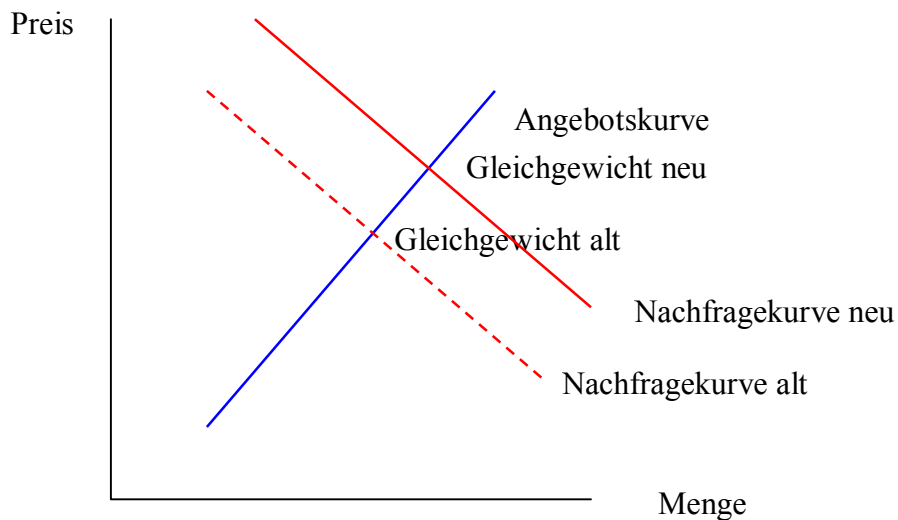 Preis
Angebotskurve
Gleichgewicht neu
Gleichgewicht alt
Nachfragekurve neu
Nachfragekurve alt
Menge